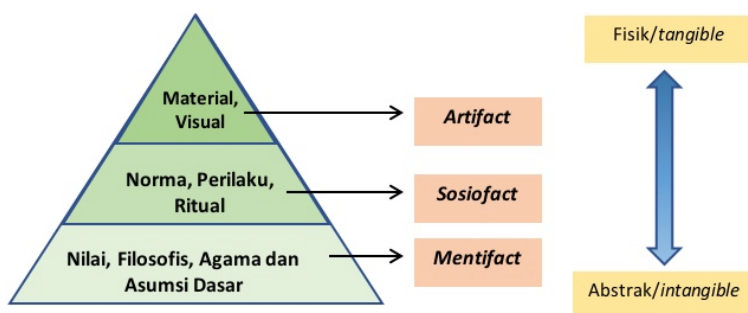 Fisik/tangible
Material,
Visual
Artifact
Norma, Perilaku,
Ritual
Sosiofact
Nilai, Filosofis, Agama dan
Asumsi Dasar
Mentifact
Abstrak/intangible